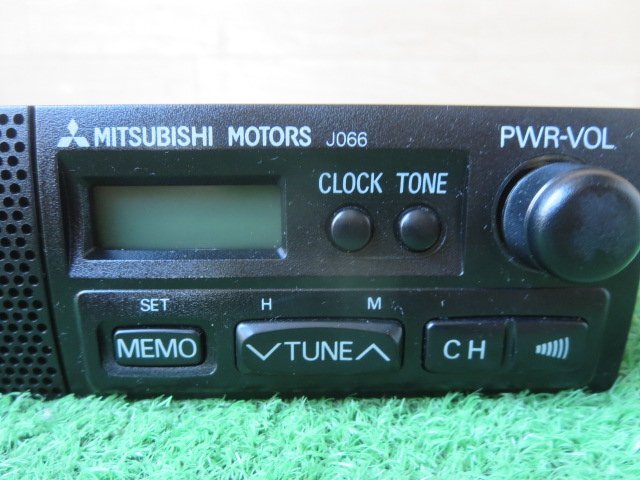 MITSUBISHI MOTORS J066
PWR-VOL
CLOCK TONE
SET H M
MEMO TUNE CH